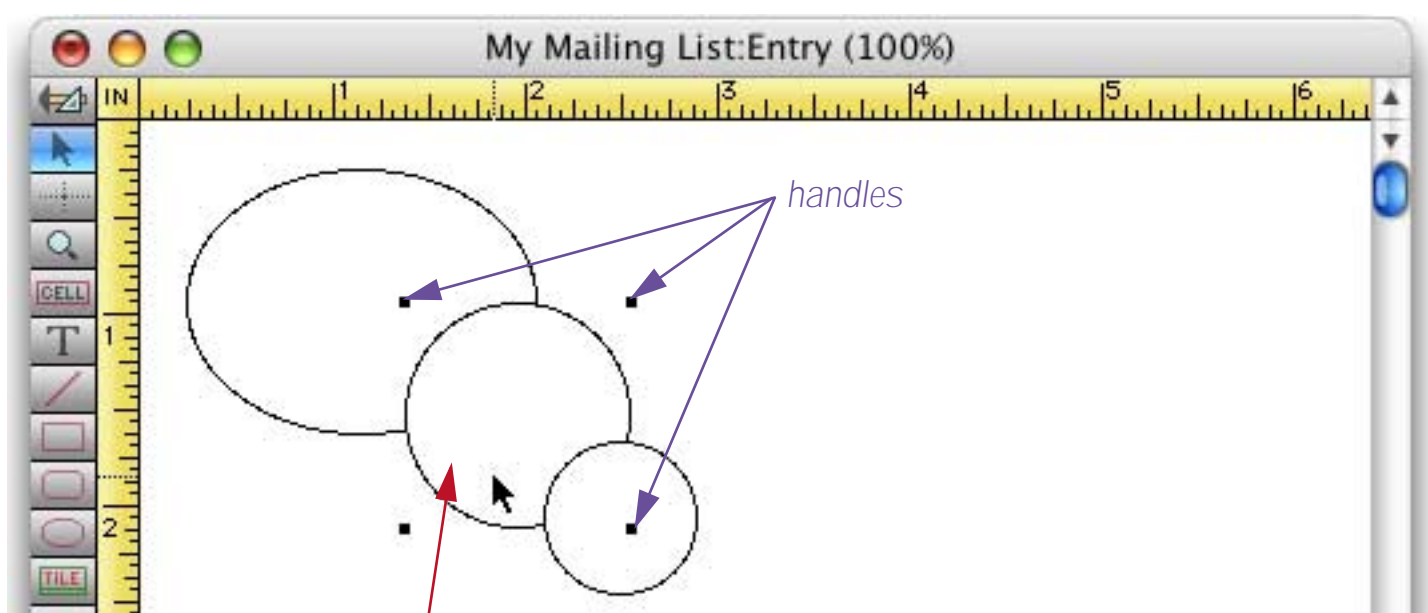 My Mailing List:Entry (100%)
IN 1 2 3 4 5 6
handles
CELL
T
1
2
TILE